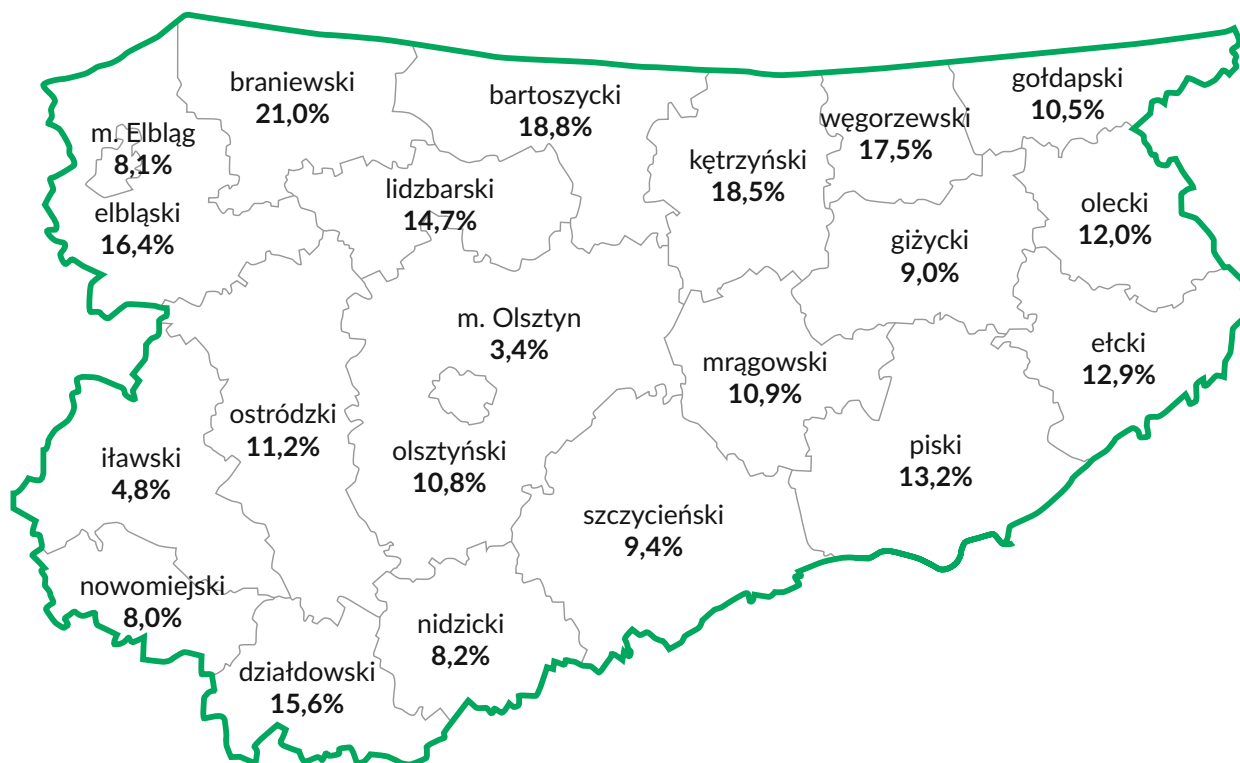 braniewski
21,0%
bartoszycki
18,8%
gołdapski
10,5%
m. Elbląg
8,1%
węgorzewski
17,5%
kętrzyński
18,5%
lidzbarski
14,7%
elbląski
16,4%
olecki
12,0%
giżycki
9,0%
m. Olsztyn
3,4%
mrągowski
10,9%
ełcki
12,9%
ostródzki
11,2%
iławski
4,8%
olsztyński
10,8%
piski
13,2%
szczycieński
9,4%
nowomiejski
8,0%
nidzicki
8,2%
działdowski
15,6%